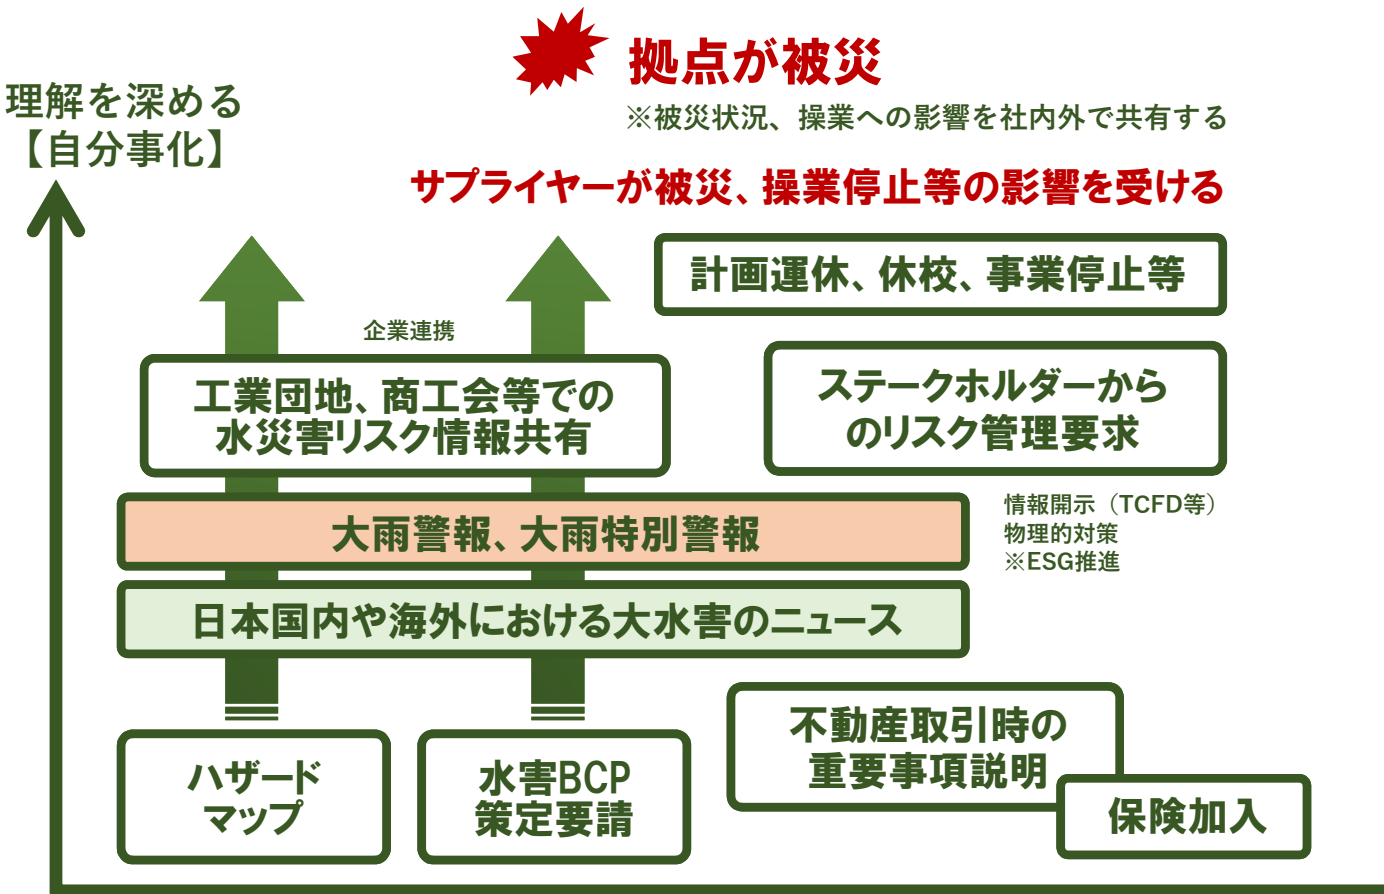 拠点が被災
※被災状況、操業への影響を社内外で共有する
理解を深める
【自分事化】
サプライヤーが被災、操業停止等の影響を受ける
計画運休、休校、事業停止等
企業連携
工業団地、商工会等での
水災害リスク情報共有
ステークホルダーから
のリスク管理要求
大雨警報、大雨特別警報
情報開示（TCFD等）
物理的対策
※ESG推進
日本国内や海外における大水害のニュース
ハザード
マップ
水害BCP
策定要請
不動産取引時の
重要事項説明
保険加入